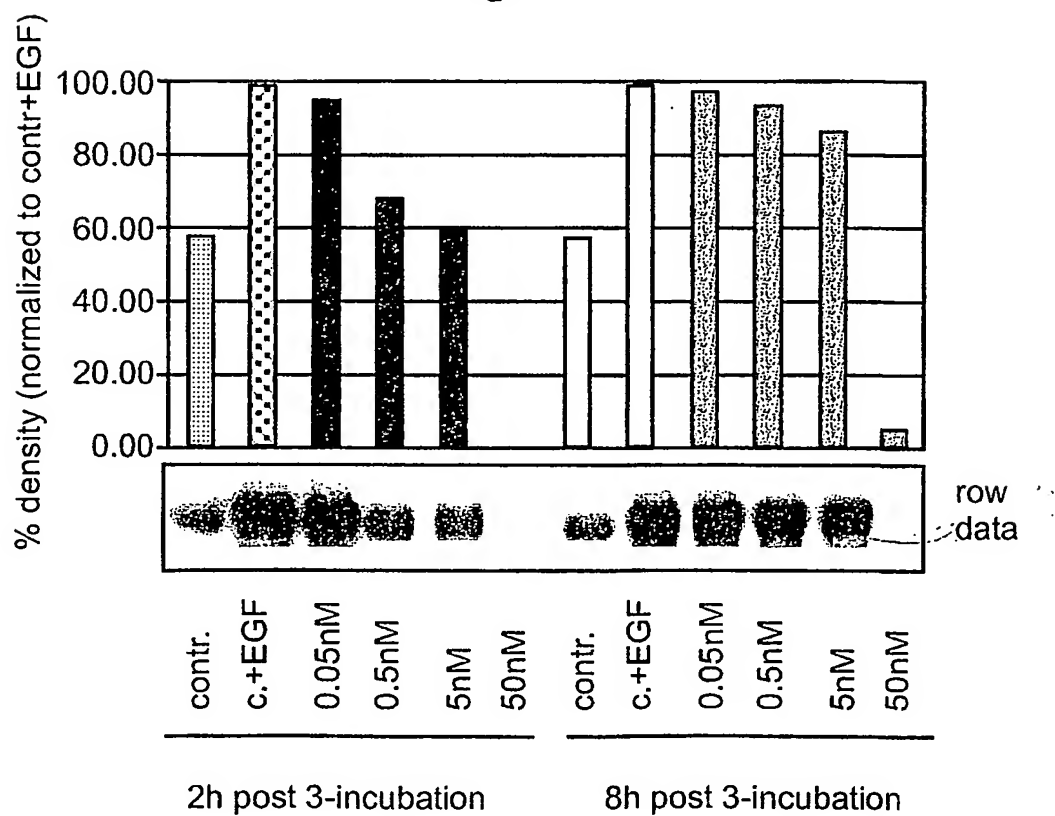 % density (normalized to contr+EGF)
100.00
80.00
60.00
40.00
20.00
0.00
row
data
contr.
c.+EGF
0.05nM
0.5nM
5nM
50nM
contr.
c.+EGF
0.05nM
0.5nM
5nM
50nM
2h post 3-incubation
8h post 3-incubation